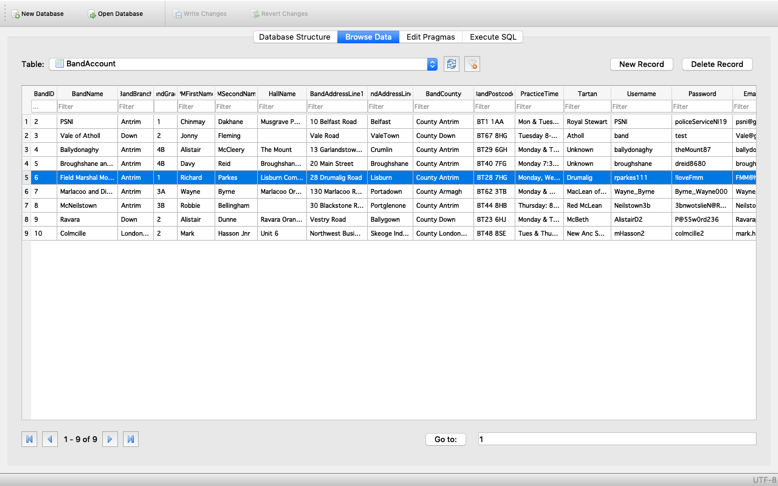 New Database Open Database Write Changes Revert Changes
Database Structure Browse Data Edit Pragmas Execute SQL
Table: BandAccount New Record Delete Record
BandID BandName BandBranch ndGra MFirstName MSecondNam HallName BandAddressLine1 ndAddressLin BandCounty BandPostcode PracticeTime Tartan Username Password Ema
... Filter Filter Filter Filter Filter Filter Filter Filter Filter Filter Filter Filter Filter Filter
1 2 PSNI Antrim 1 Chinmay Dakhane Musgrave P... 10 Belfast Road Belfast County Antrim BT1 1AA Mon & Tues... Royal Stewart PSNI policeServiceNI19 psni@g
2 3 Vale of Atholl Down 2 Jonny Fleming Vale Road ValeTown County Down BT67 8HG Tuesday 8-... Atholl band test Vale@g
3 4 Ballydonaghy Antrim 4B Alistair McCleery The Mount 13 Garlandstow... Crumlin County Antrim BT29 6GH Monday & T... Unknown ballydonaghy theMount87 ballydo
4 5 Broughshane an... Antrim 4B Davy Reid Broughshan... 20 Main Street Broughshane County Antrim BT40 7FG Monday 7:3... Unknown broughshane dreid8680 brough
5 6 Field Marshal Mo... Antrim 1 Richard Parkes Lisburn Com... 28 Drumalig Road Lisburn County Antrim BT28 7HG Monday, We... Drumalig rparkes111 IloveFmm FMM@H
6 7 Marlacoo and Di... Antrim 3A Wayne Byrne Marlacoo Or... 130 Marlacoo R... Portadown County Armagh BT62 3TB Monday & ... MacLean of... Wayne_Byrne Byrne_Wayne000 wayne.
7 8 McNeilstown Antrim 3B Robbie Bellingham 30 Blackstone R... Portglenone County Antrim BT44 8HB Thursday: 8... Red McLean Neilstown3b 3bnwotslieN@R... Neilsto
8 9 Ravara Down 2 Alistair Dunne Ravara Oran... Vestry Road Ballygown County Down BT23 6HJ Monday & T... McBeth AlistairD2 P@55w0rd236 Ravara
9 10 Colmcille London... 2 Mark Hasson Jnr Unit 6 Northwest Busi... Skeoge Ind... County London... BT48 8SE Tues & Thu... New Anc S... mHasson2 colmcille2 mark.h
1 - 9 of 9 Go to: 1
UTF-8